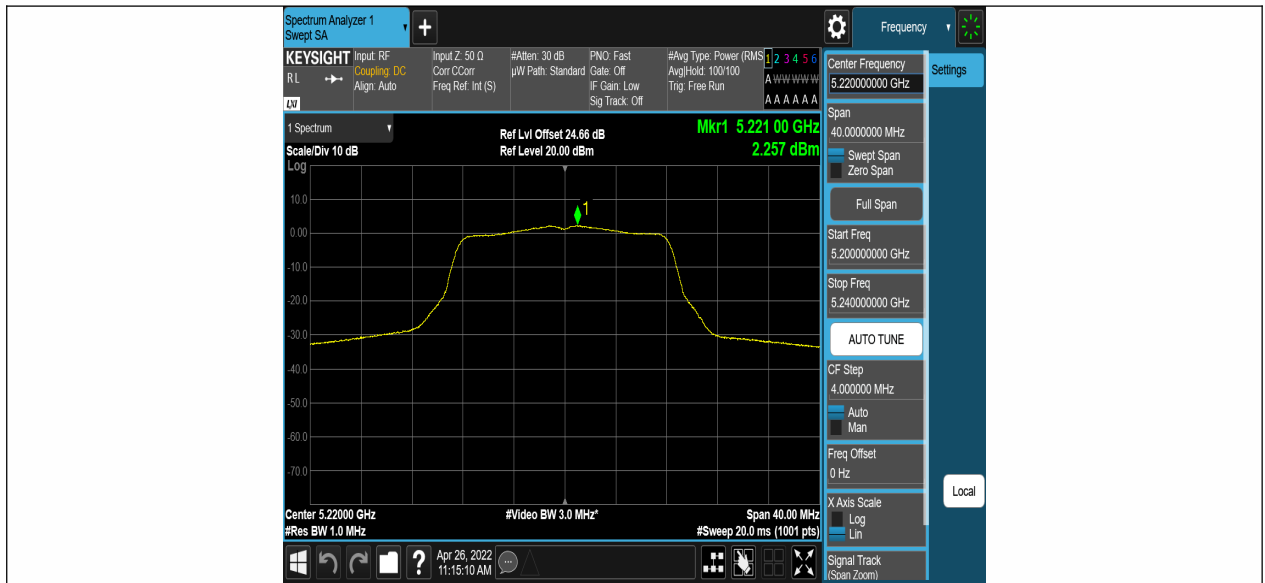 Spectrum Analyzer 1
Swept SA
+
Frequency
KEYSIGHT
RL
LXI
Input: RF
Coupling: DC
Align: Auto
Input Z: 50 Ω
Corr CCorr
Freq Ref: Int (S)
#Atten: 30 dB
µW Path: Standard
PNO: Fast
Gate: Off
IF Gain: Low
Sig Track: Off
#Avg Type: Power (RMS
Avg|Hold: 100/100
Trig: Free Run
1 2 3 4 5 6
A W W W W W
A A A A A A
1 Spectrum
Scale/Div 10 dB
Log
Ref Lvl Offset 24.66 dB
Ref Level 20.00 dBm
Mkr1 5.221 00 GHz
2.257 dBm
1
10.0
0.00
-10.0
-20.0
-30.0
-40.0
-50.0
-60.0
-70.0
Center 5.22000 GHz
#Res BW 1.0 MHz
#Video BW 3.0 MHz*
Span 40.00 MHz
#Sweep 20.0 ms (1001 pts)
Center Frequency
5.220000000 GHz
Settings
Span
40.0000000 MHz
Swept Span
Zero Span
Full Span
Start Freq
5.200000000 GHz
Stop Freq
5.240000000 GHz
AUTO TUNE
CF Step
4.000000 MHz
Auto
Man
Freq Offset
0 Hz
X Axis Scale
Log
Lin
Local
Signal Track
(Span Zoom)
?
Apr 26, 2022
11:15:10 AM